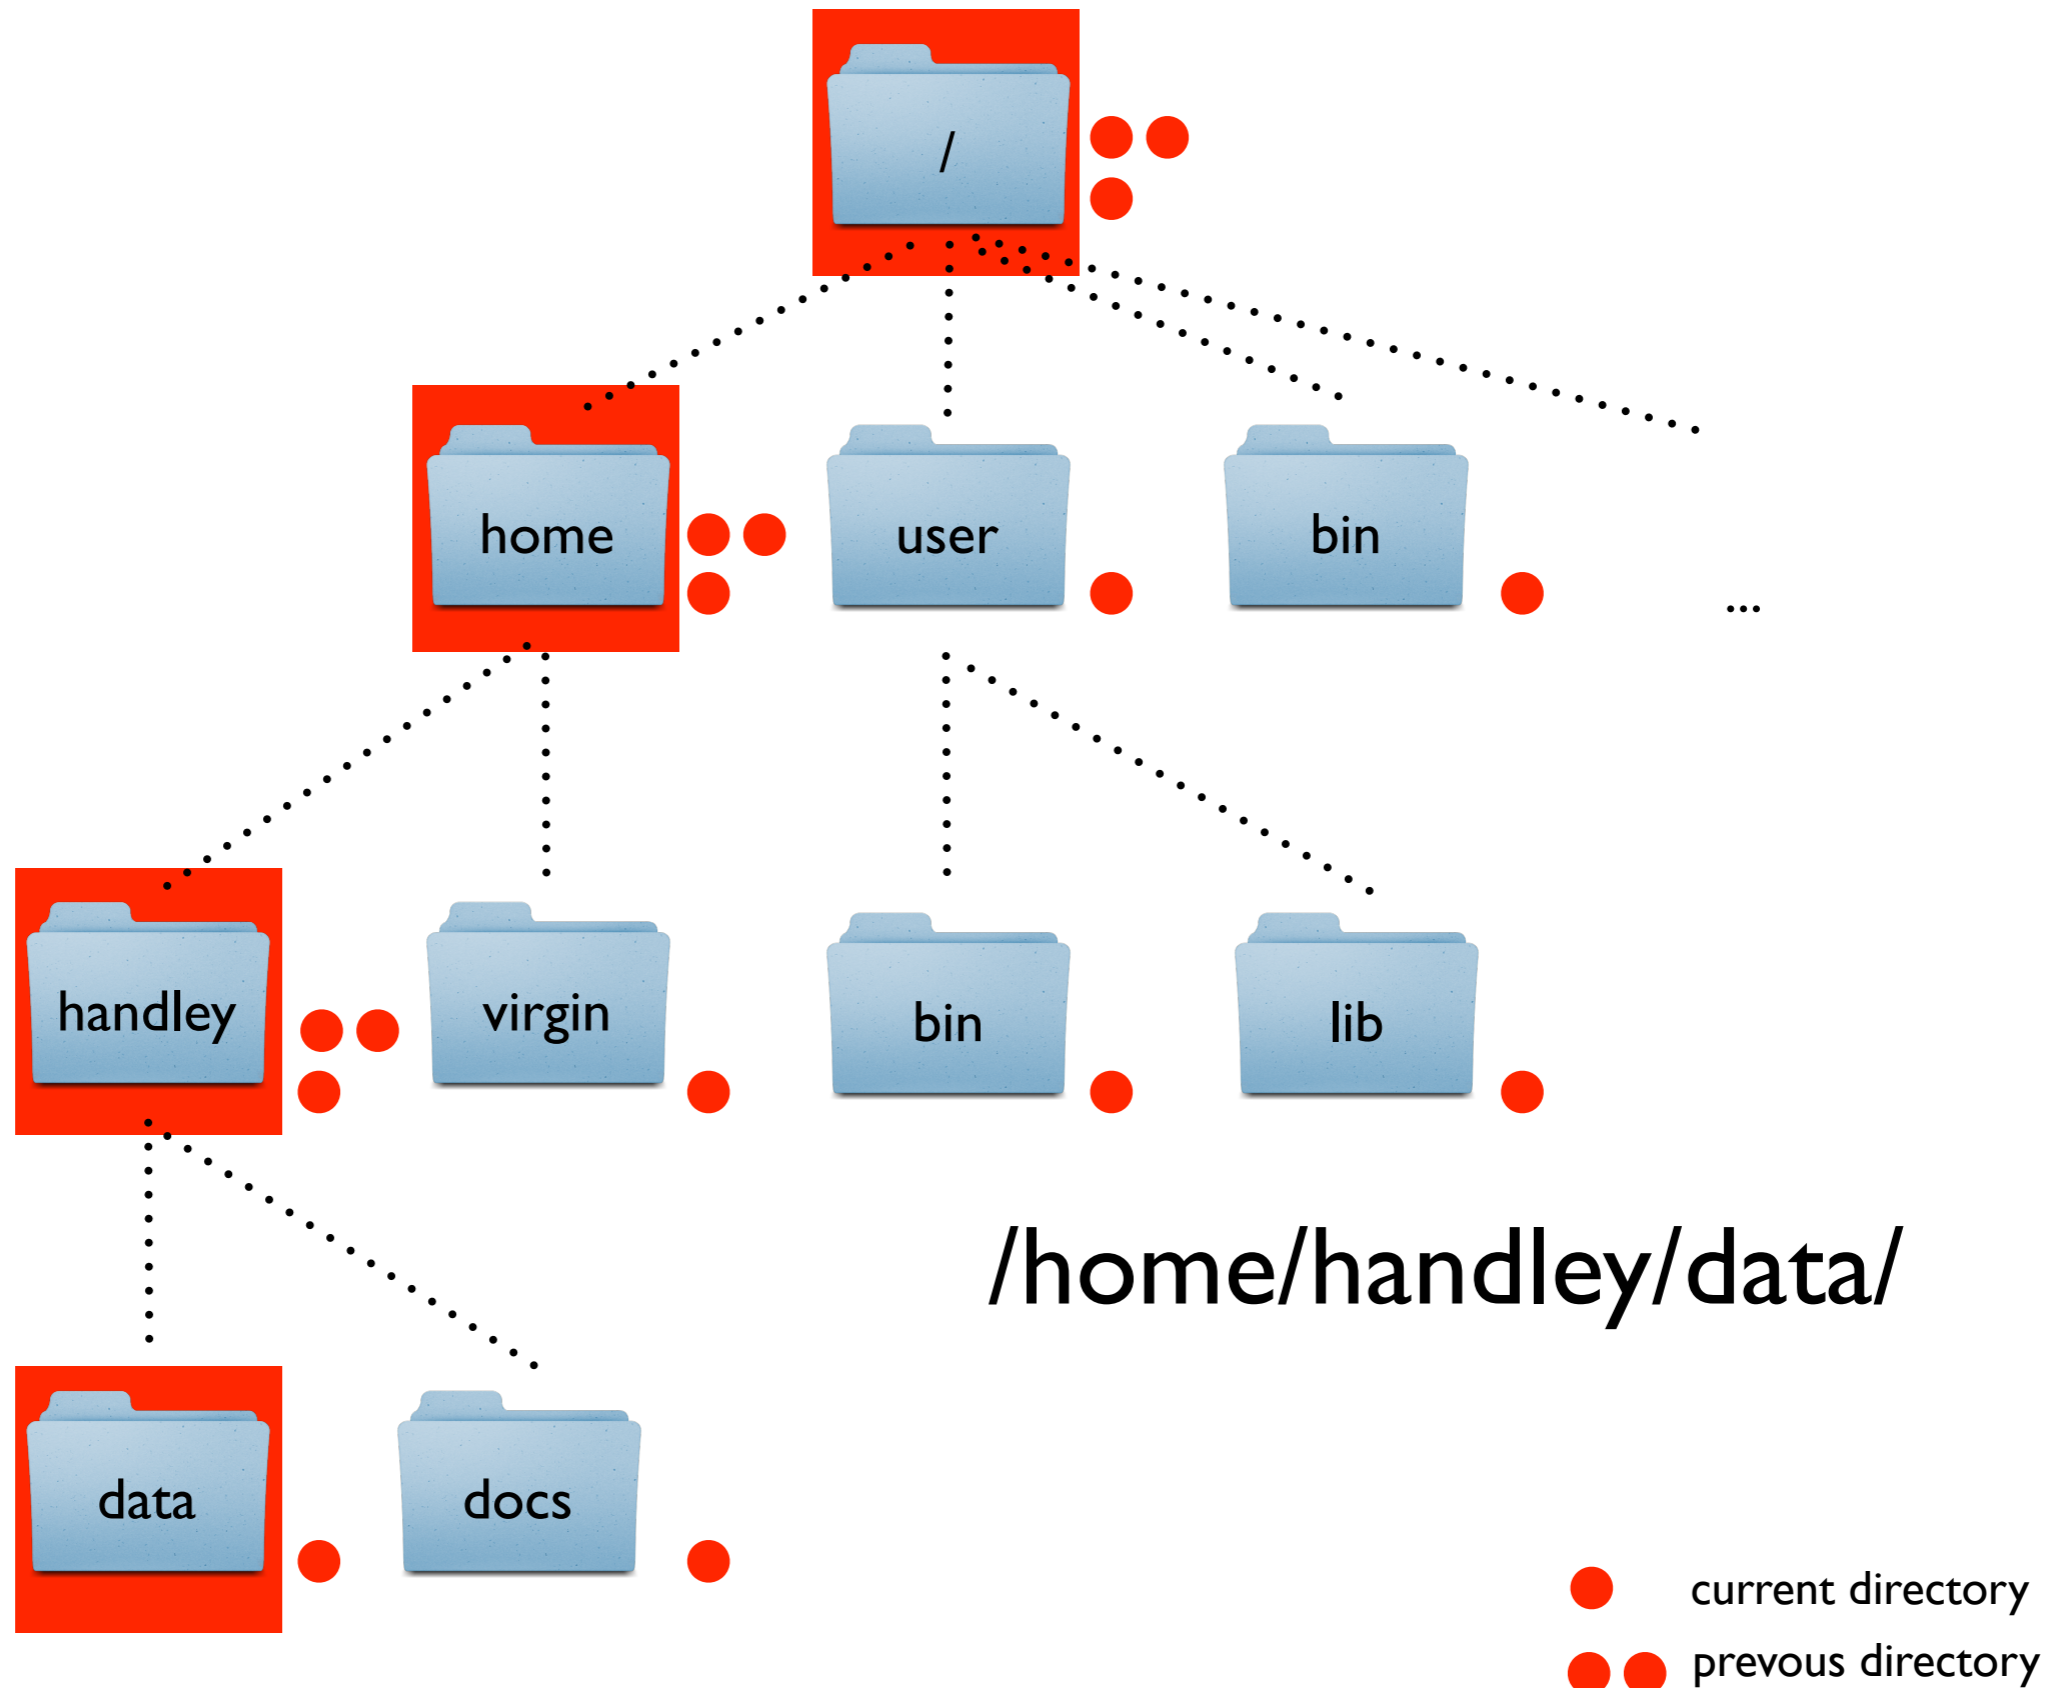 /
home
user
bin
...
handley
virgin
bin
lib
/home/handley/data/
data
docs
current directory
prevous directory